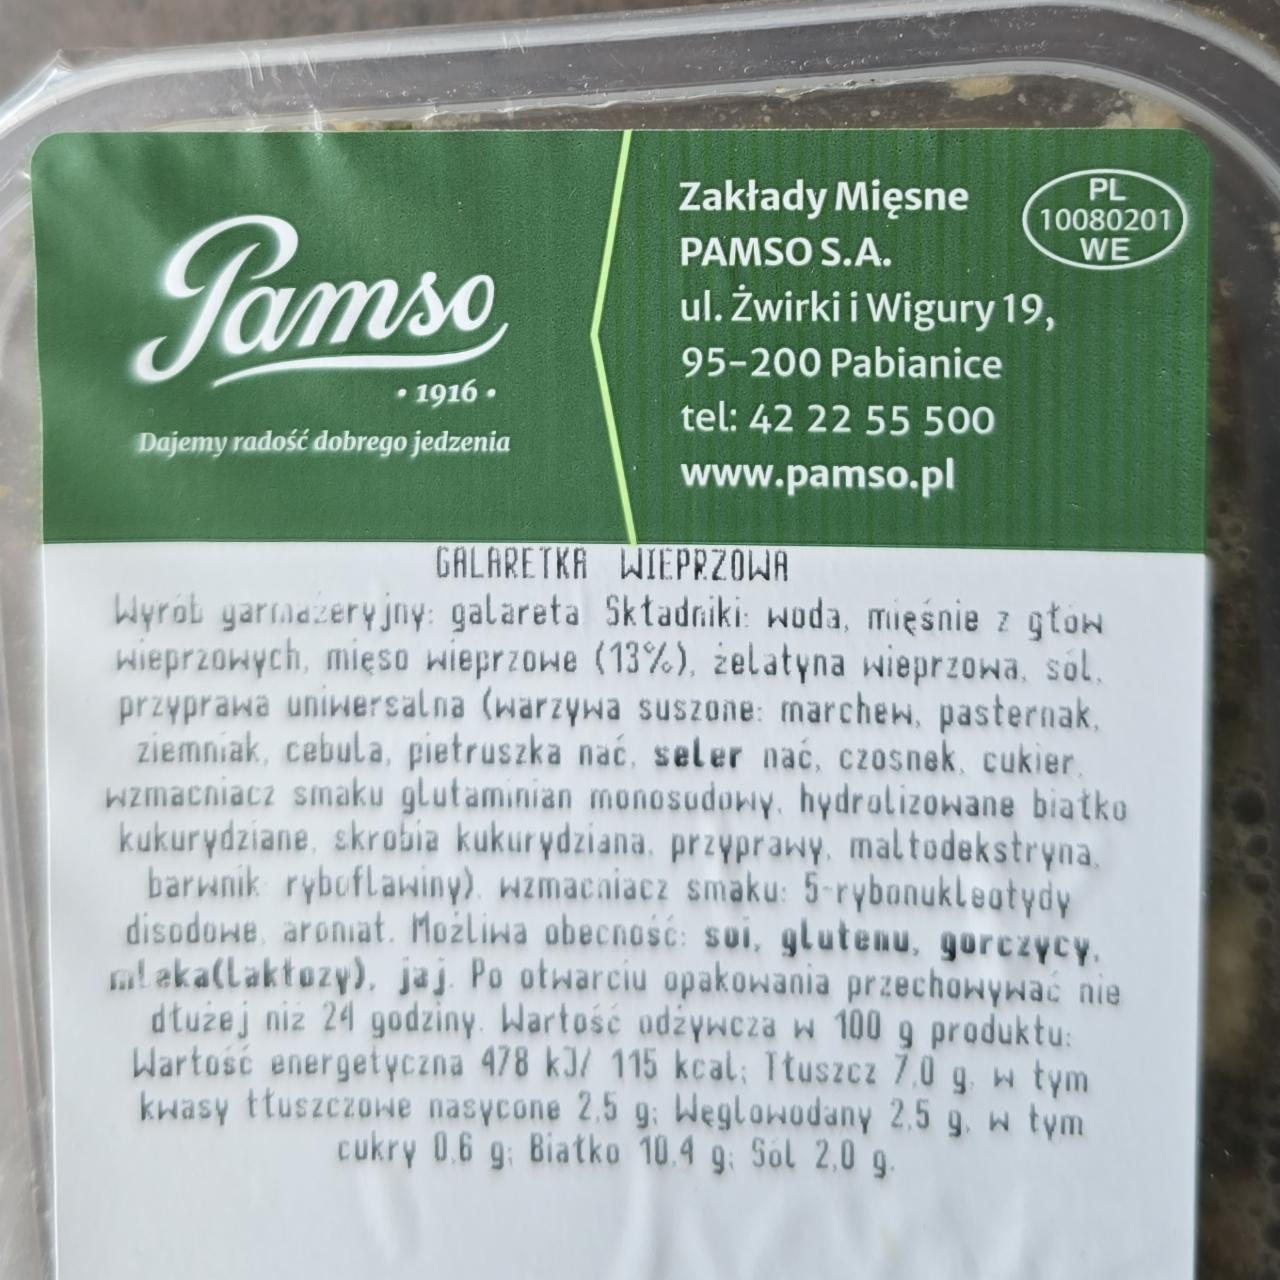 Pamso
• 1916 •
Dajemy radość dobrego jedzenia
Zakłady Mięsne
PAMSO S.A.
ul. Żwirki i Wigury 19,
95-200 Pabianice
tel: 42 22 55 500
www.pamso.pl
PL
10080201
WE
GALARETKA WIEPRZOWA
Wyrób garmażeryjny: galareta Składniki: woda, mięśnie z głów
wieprzowych, mięso wieprzowe (13%), żelatyna wieprzowa, sól,
przyprawa uniwersalna (warzywa suszone: marchew, pasternak,
ziemniak, cebula, pietruszka nać, seler nać, czosnek, cukier,
wzmacniacz smaku glutaminian monosodowy, hydrolizowane białko
kukurydziane, skrobia kukurydziana, przyprawy, maltodekstryna,
barwnik ryboflawiny), wzmacniacz smaku: 5-rybonukleotydy
disodowe, aromat. Możliwa obecność: soi, glutenu, gorczycy,
mleka(laktozy), jaj. Po otwarciu opakowania przechowywać nie
dłużej niż 24 godziny. Wartość odżywcza w 100 g produktu:
Wartość energetyczna 478 kJ/ 115 kcal; Tłuszcz 7,0 g, w tym
kwasy tłuszczowe nasycone 2,5 g; Węglowodany 2,5 g, w tym
cukry 0,6 g; Białko 10,4 g; Sól 2,0 g.